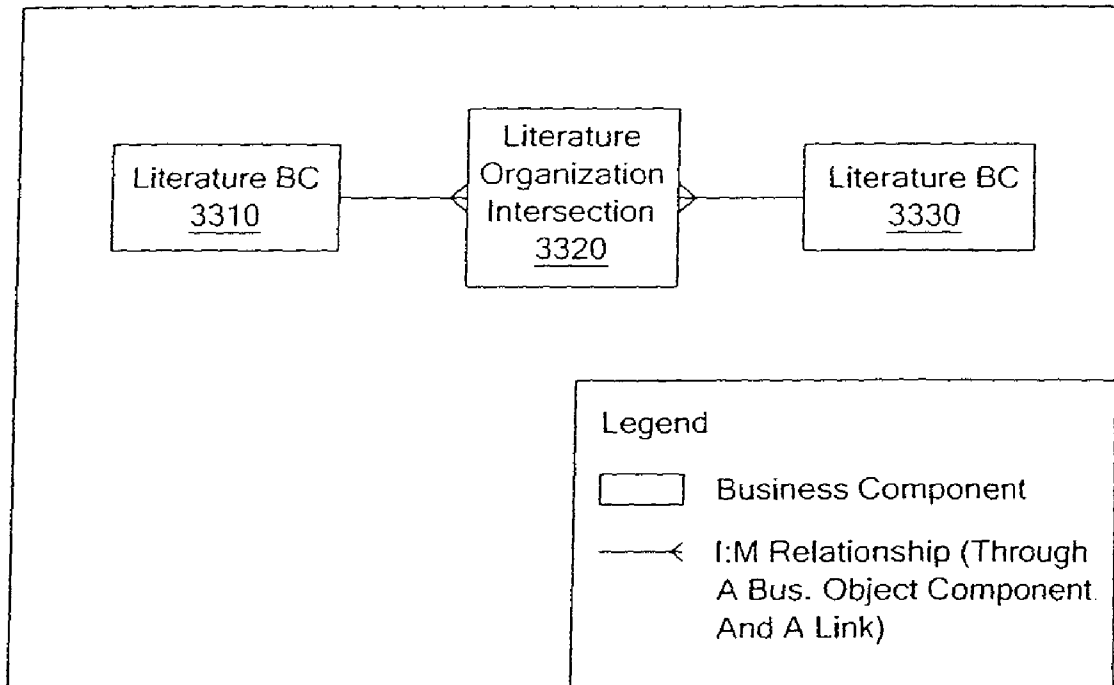 Literature BC
3310
Literature
Organization
Intersection
3320
Literature BC
3330
Legend
Business Component
I:M Relationship (Through
A Bus. Object Component
And A Link)